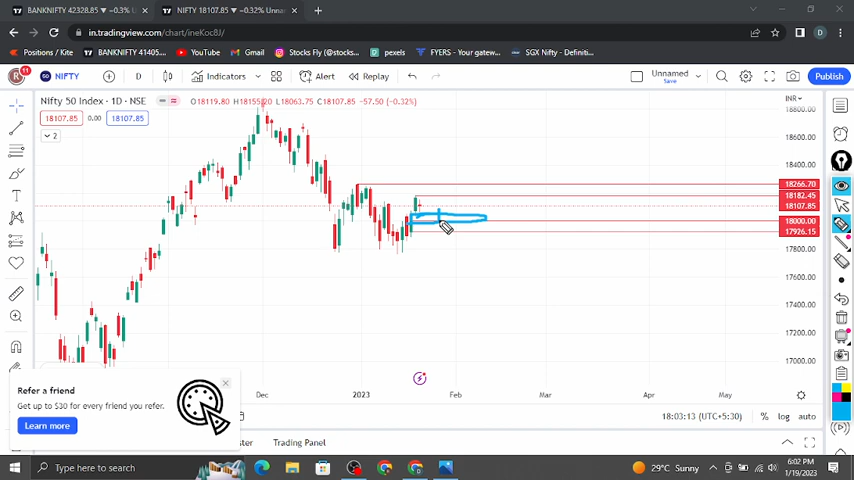 BANKNIFTY 42328.85 ▼ −0.3% U
NIFTY 18107.85 ▼ −0.32% Unna
in.tradingview.com/chart/ineKocBJ/
D
Positions / Kite
BANKNIFTY 41405....
YouTube
Gmail
Stocks Fly (@stocks...
pexels
FYERS - Your gatew...
SGX Nifty - Definiti...
R 11
NIFTY
D
Indicators
Alert
Replay
Unnamed
Save
Publish
Nifty 50 Index · 1D · NSE
O18119.80 H18155.20 L18063.75 C18107.85 −57.50 (−0.32%)
INR
18107.85
0.00
18107.85
2
18800.00
18600.00
18400.00
18266.70
18182.45
18107.85
18000.00
17926.15
17800.00
17600.00
17400.00
17200.00
17000.00
Dec
2023
Feb
Mar
Apr
May
Refer a friend
Get up to $30 for every friend you refer.
Learn more
18:03:13 (UTC+5:30)
%
log
auto
ster
Trading Panel
Type here to search
29°C Sunny
6:02 PM
1/19/2023